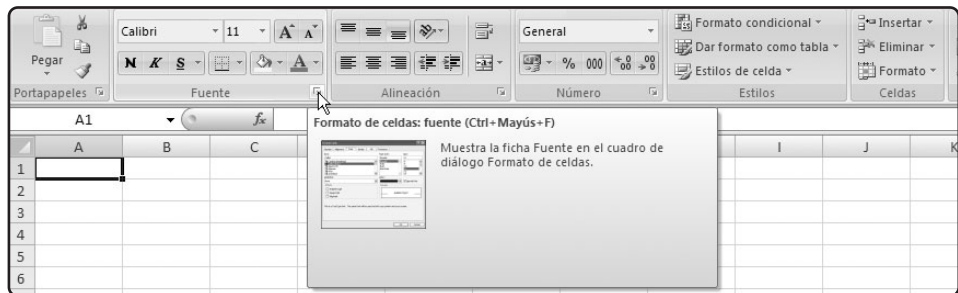 Pegar
Portapapeles
Calibri
11
A A
N K S A
Fuente
Alineación
General
% 000
Número
Formato condicional
Dar formato como tabla
Estilos de celda
Estilos
Insertar
Eliminar
Formato
Celdas
A1 fx
A B C I J K
1
2
3
4
5
6
Formato de celdas: fuente (Ctrl+Mayús+F)
Muestra la ficha Fuente en el cuadro de
diálogo Formato de celdas.